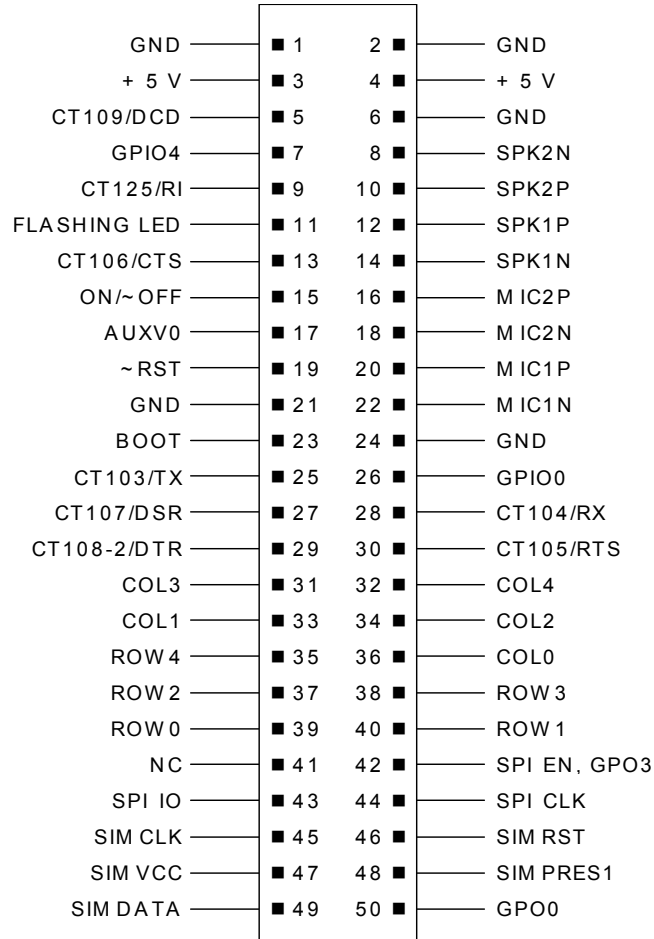 GND 1 2 GND
+ 5 V 3 4 + 5 V
CT109/DCD 5 6 GND
GPIO4 7 8 SPK2N
CT125/RI 9 10 SPK2P
FLASHING LED 11 12 SPK1P
CT106/CTS 13 14 SPK1N
ON/~OFF 15 16 MIC2P
AUXV0 17 18 MIC2N
~RST 19 20 MIC1P
GND 21 22 MIC1N
BOOT 23 24 GND
CT103/TX 25 26 GPIO0
CT107/DSR 27 28 CT104/RX
CT108-2/DTR 29 30 CT105/RTS
COL3 31 32 COL4
COL1 33 34 COL2
ROW4 35 36 COL0
ROW2 37 38 ROW3
ROW0 39 40 ROW1
NC 41 42 SPI EN, GPO3
SPI IO 43 44 SPI CLK
SIM CLK 45 46 SIM RST
SIM VCC 47 48 SIM PRES1
SIM DATA 49 50 GPO0